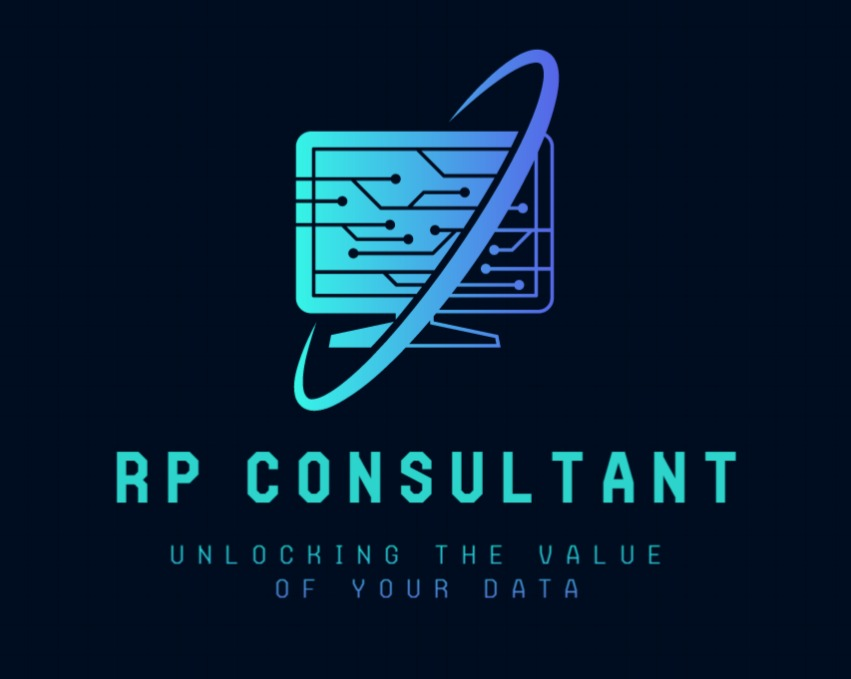 RP CONSULTANT
UNLOCKING THE VALUE
OF YOUR DATA